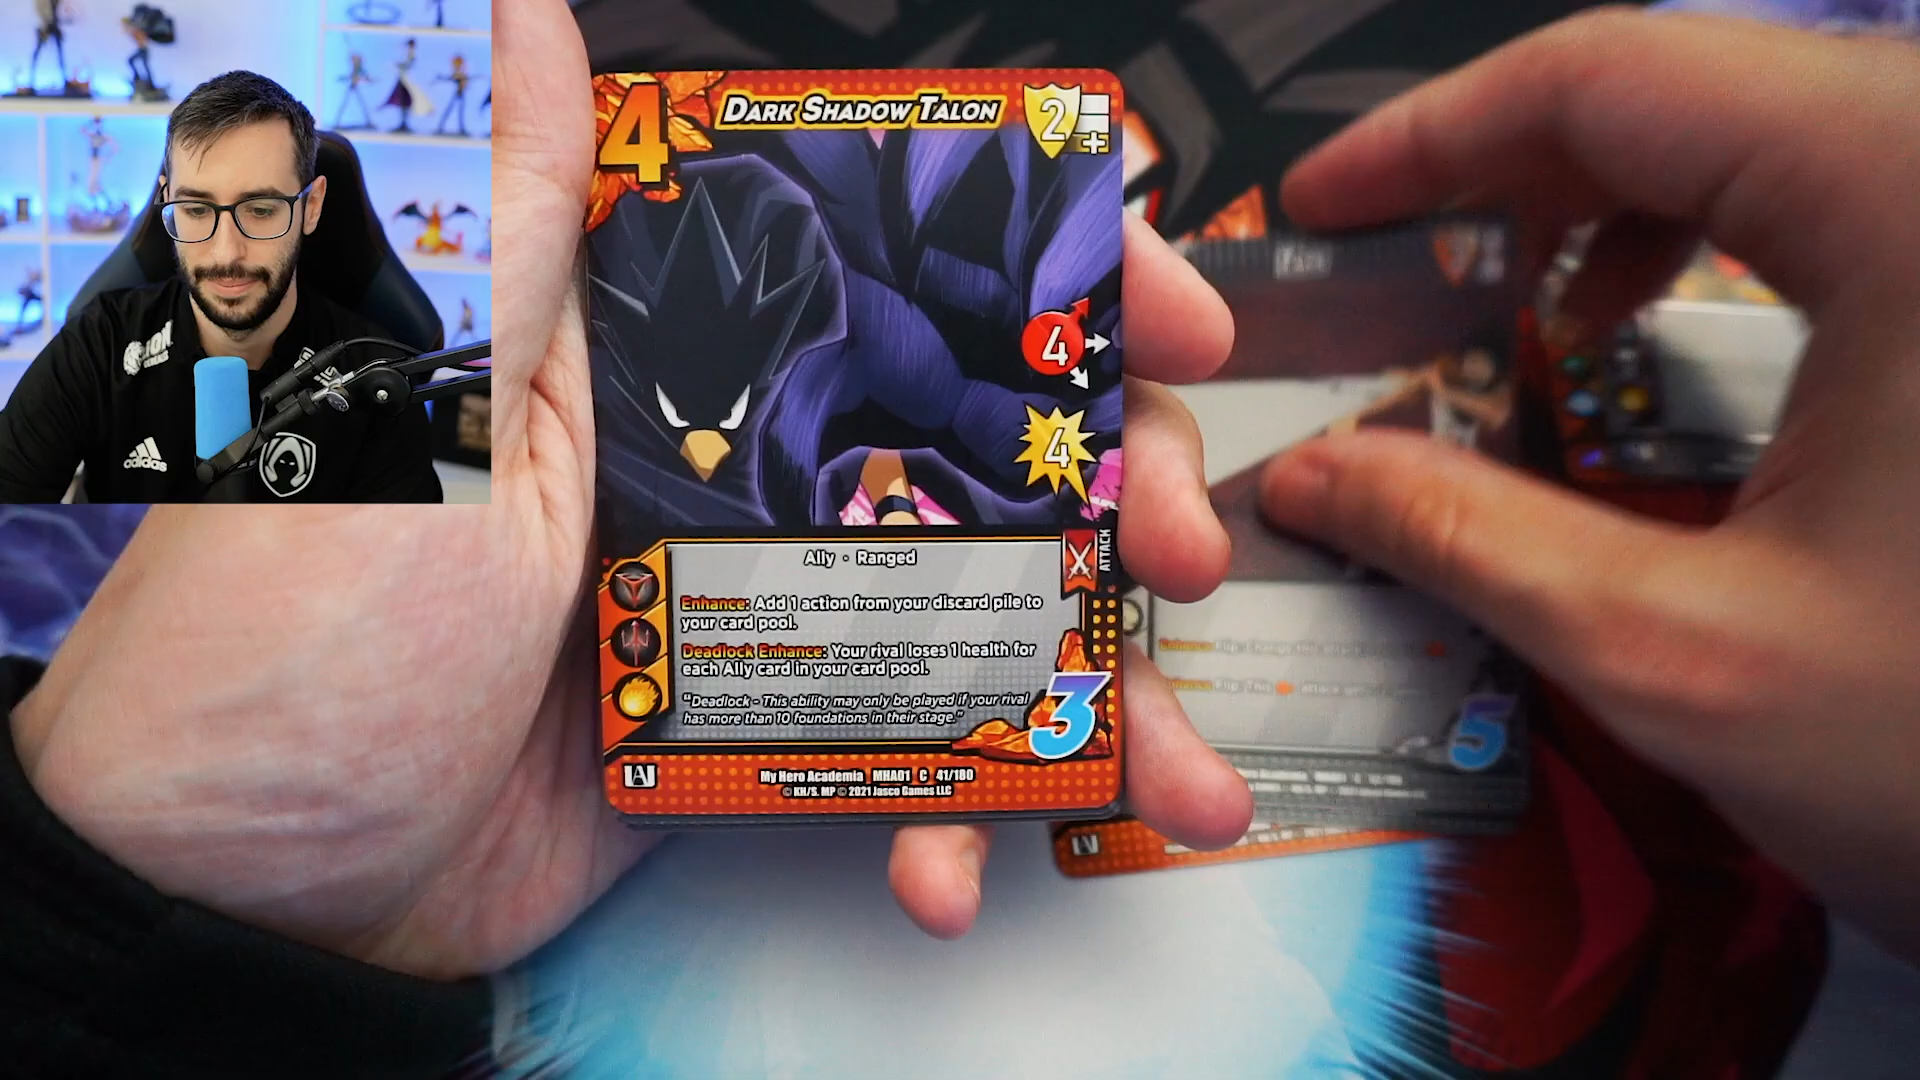 4
DARK SHADOW TALON
2
+
4
4
ATTACK
Ally · Ranged
Enhance: Add 1 action from your discard pile to
your card pool.
Deadlock Enhance: Your rival loses 1 health for
each Ally card in your card pool.
"Deadlock - This ability may only be played if your rival
has more than 10 foundations in their stage."
3
My Hero Academia MHA01 C 41/180
© KH/S. MP © 2021 Jasco Games LLC
adidas
5